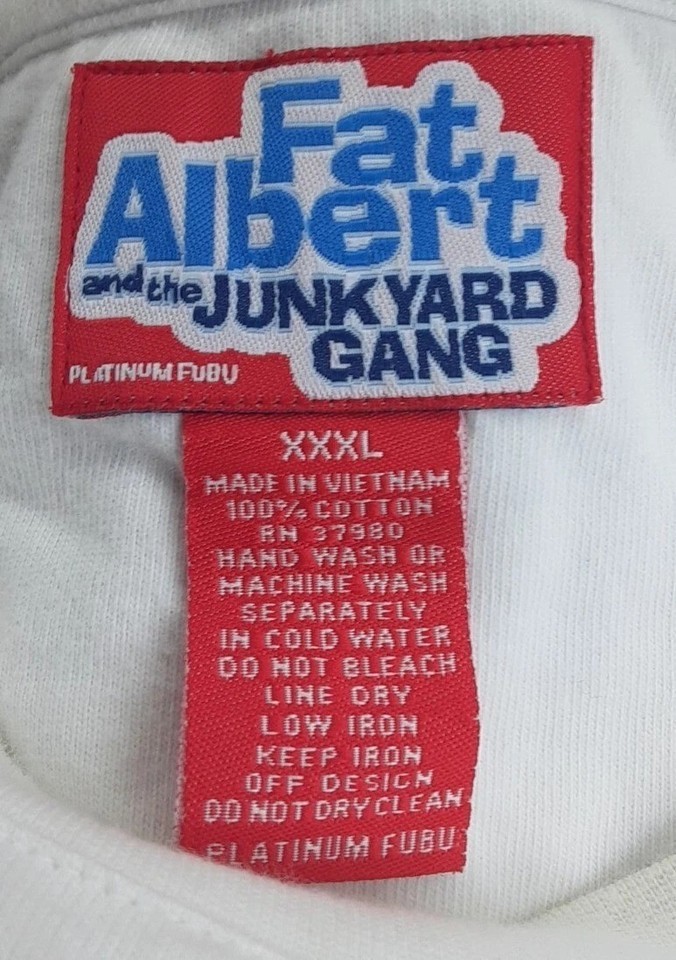 Fat
Albert
and the JUNKYARD
GANG
PLATINUM FUBU
XXXL
MADE IN VIETNAM
100% COTTON
RN 37980
HAND WASH OR
MACHINE WASH
SEPARATELY
IN COLD WATER
DO NOT BLEACH
LINE DRY
LOW IRON
KEEP IRON
OFF DESIGN
DO NOT DRY CLEAN
PLATINUM FUBU